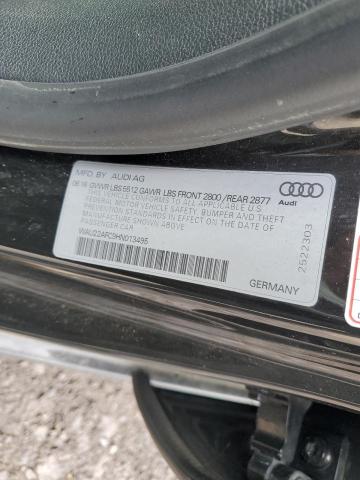 MFD. BY AUDI AG
06.16 GVWR LBS 5512 GAWR LBS FRONT 2800 / REAR 2877
THIS VEHICLE CONFORMS TO ALL APPLICABLE U.S
FEDERAL MOTOR VEHICLE SAFETY, BUMPER AND THEFT
PREVENTION STANDARDS IN EFFECT ON THE DATE OF
MANUFACTURE SHOWN ABOVE
PASSENGER CAR
WAU22AFC9HN013495
Audi
2522303
GERMANY